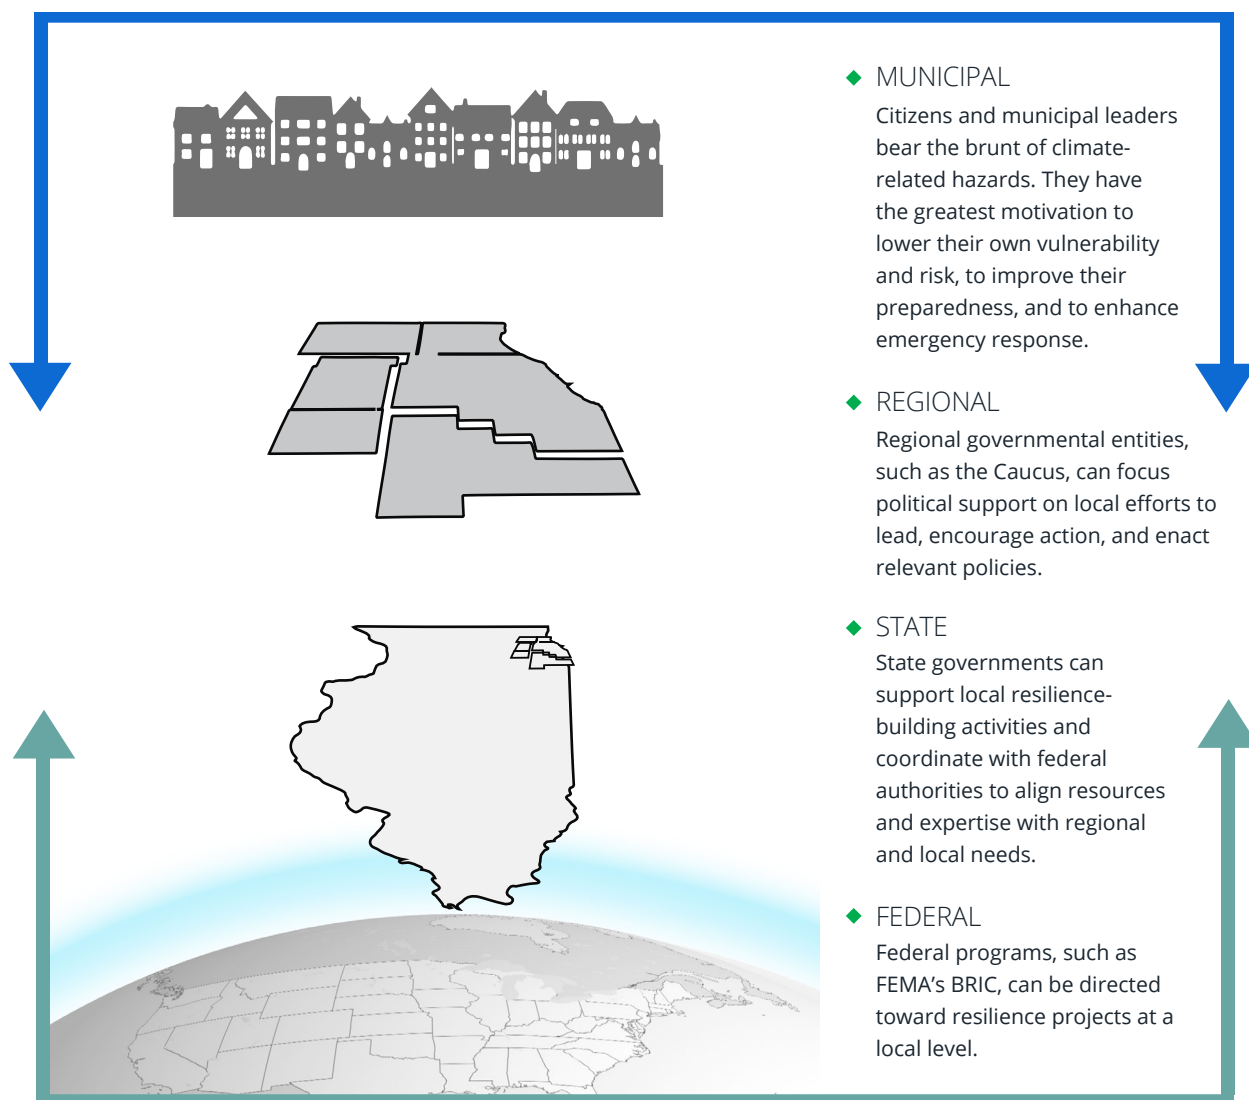 MUNICIPAL
Citizens and municipal leaders
bear the brunt of climate-
related hazards. They have
the greatest motivation to
lower their own vulnerability
and risk, to improve their
preparedness, and to enhance
emergency response.
REGIONAL
Regional governmental entities,
such as the Caucus, can focus
political support on local efforts to
lead, encourage action, and enact
relevant policies.
STATE
State governments can
support local resilience-
building activities and
coordinate with federal
authorities to align resources
and expertise with regional
and local needs.
FEDERAL
Federal programs, such as
FEMA’s BRIC, can be directed
toward resilience projects at a
local level.